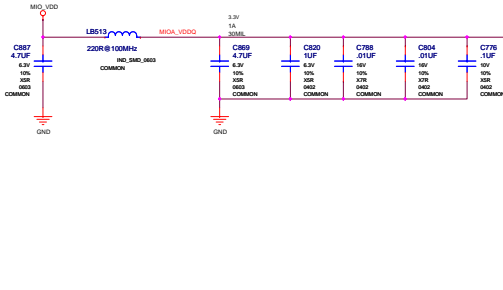 MIO_VDD
LB513
MIOA_VDDQ
3.3V
1A
30MIL
220R@100MHz
IND_SMD_0603
COMMON
C887
4.7UF
6.3V
10%
X5R
0603
COMMON
C869
4.7UF
6.3V
10%
X5R
0603
COMMON
C820
1UF
6.3V
10%
X5R
0402
COMMON
C788
.01UF
16V
10%
X7R
0402
COMMON
C804
.01UF
16V
10%
X7R
0402
COMMON
C776
.1UF
10V
10%
X5R
0402
COMMON
GND
GND